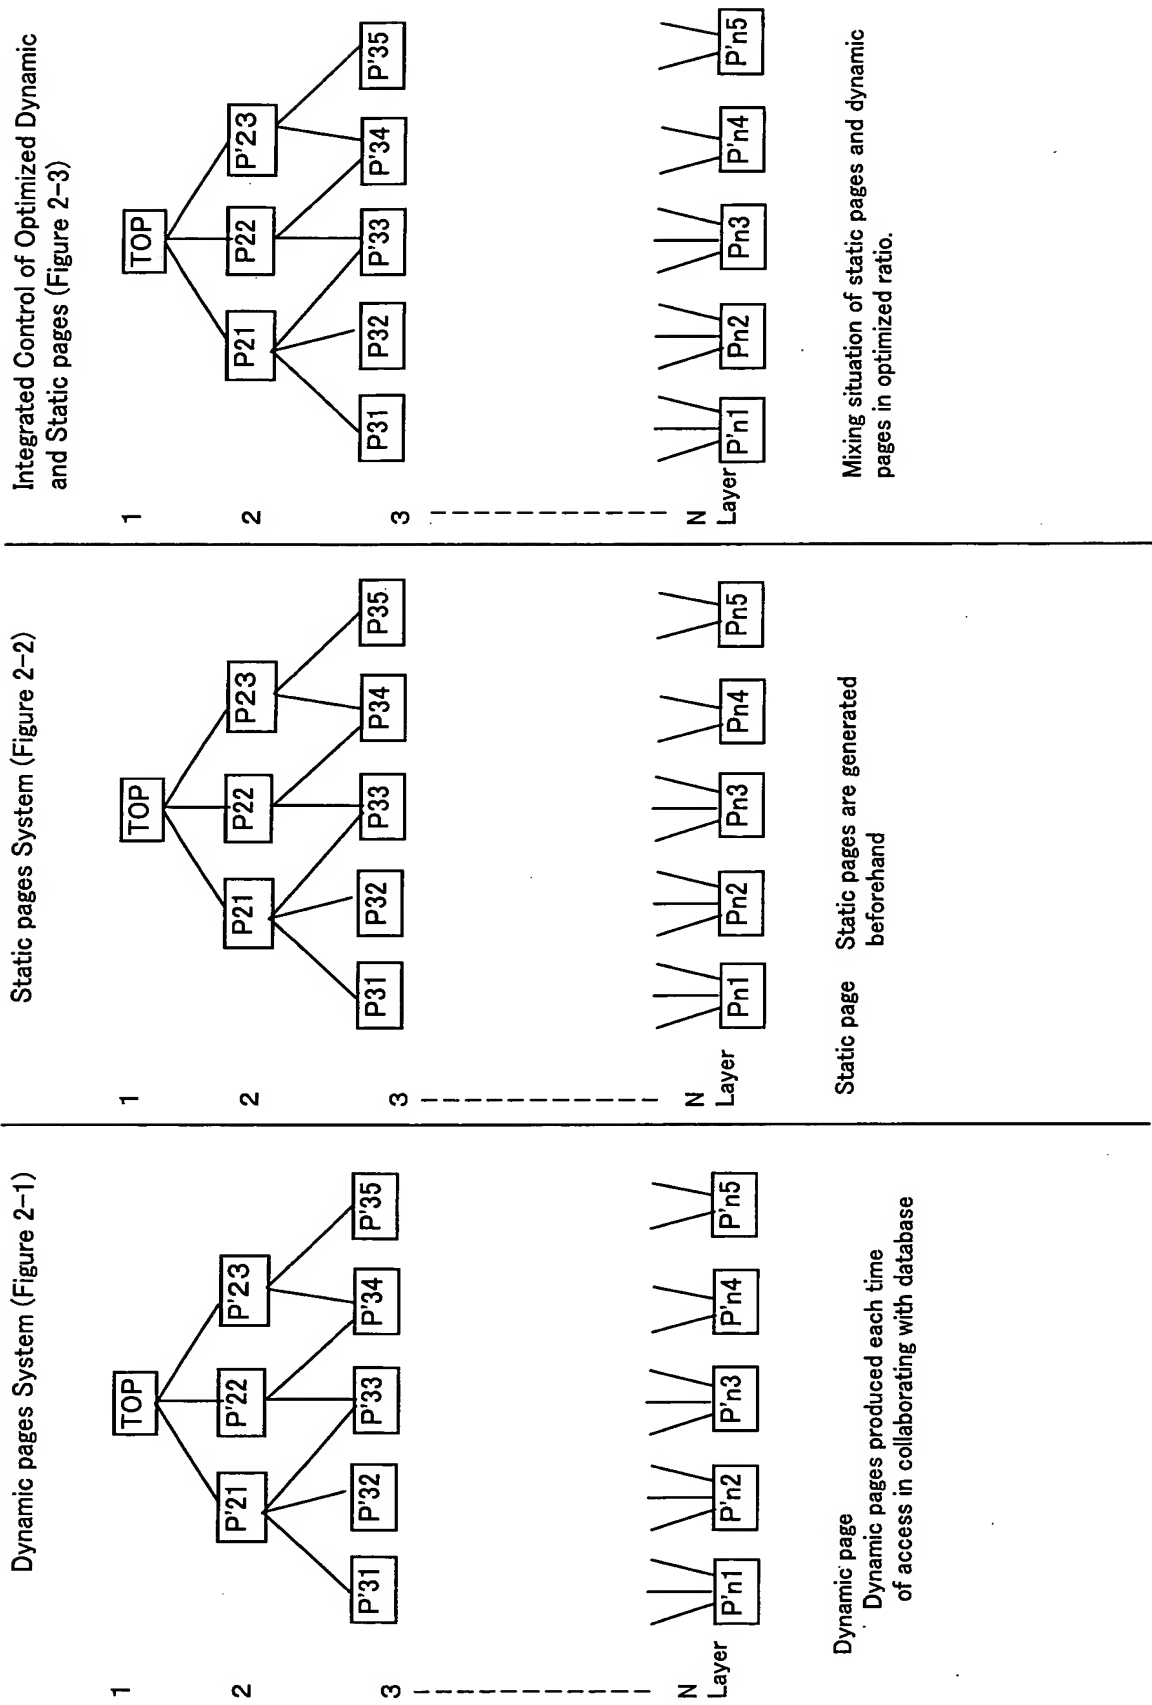 Dynamic pages System (Figure 2-1)
1
TOP
2
P'21
P'22
P'23
3
P'31
P'32
P'33
P'34
P'35
N
Layer
P'n1
P'n2
P'n3
P'n4
P'n5
Dynamic page
Dynamic pages produced each time
of access in collaborating with database
Static pages System (Figure 2-2)
1
TOP
2
P21
P22
P23
3
P31
P32
P33
P34
P35
N
Layer
Pn1
Pn2
Pn3
Pn4
Pn5
Static page
Static pages are generated
beforehand
Integrated Control of Optimized Dynamic
and Static pages (Figure 2-3)
1
TOP
2
P21
P22
P'23
3
P31
P32
P'33
P'34
P'35
N
Layer
P'n1
Pn2
Pn3
P'n4
P'n5
Mixing situation of static pages and dynamic
pages in optimized ratio.